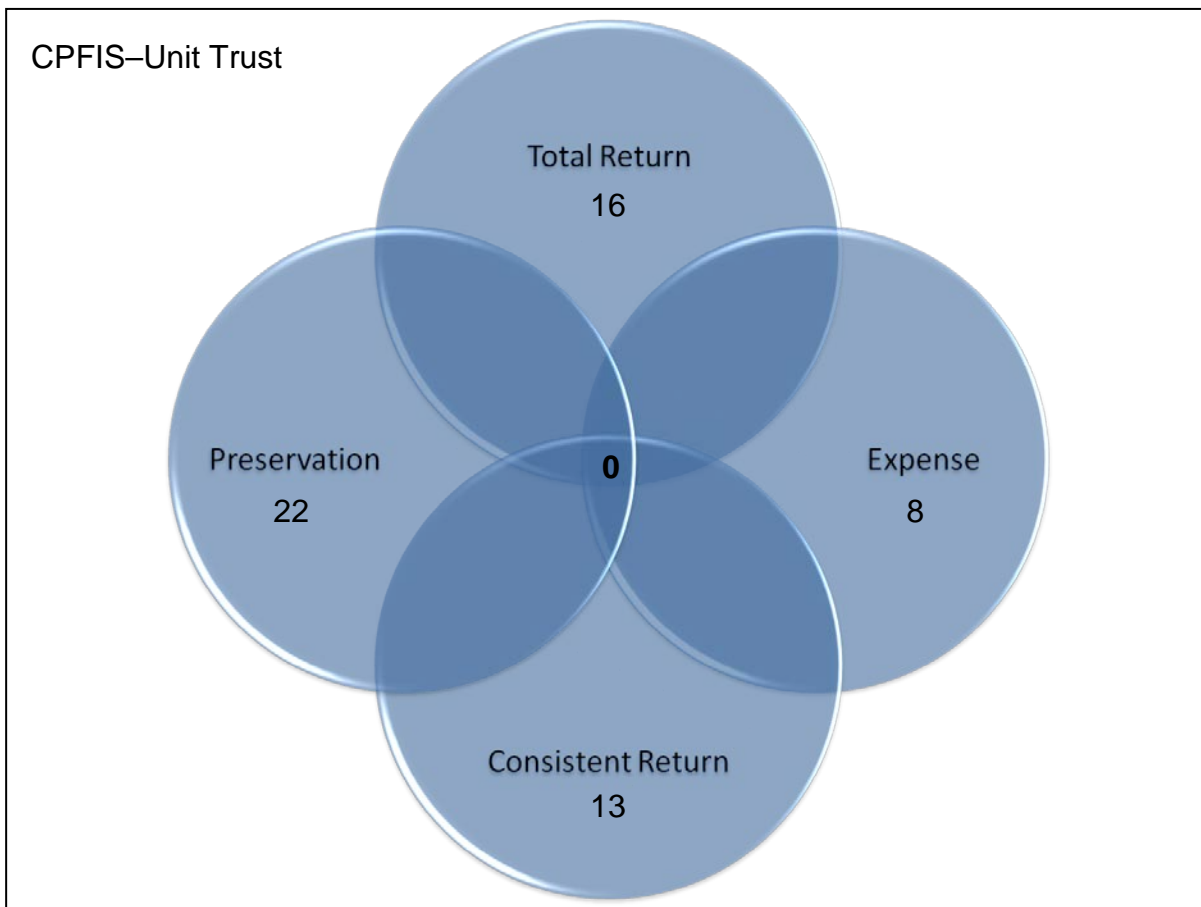 CPFIS–Unit Trust
Total Return
16
Preservation
22
0
Expense
8
Consistent Return
13